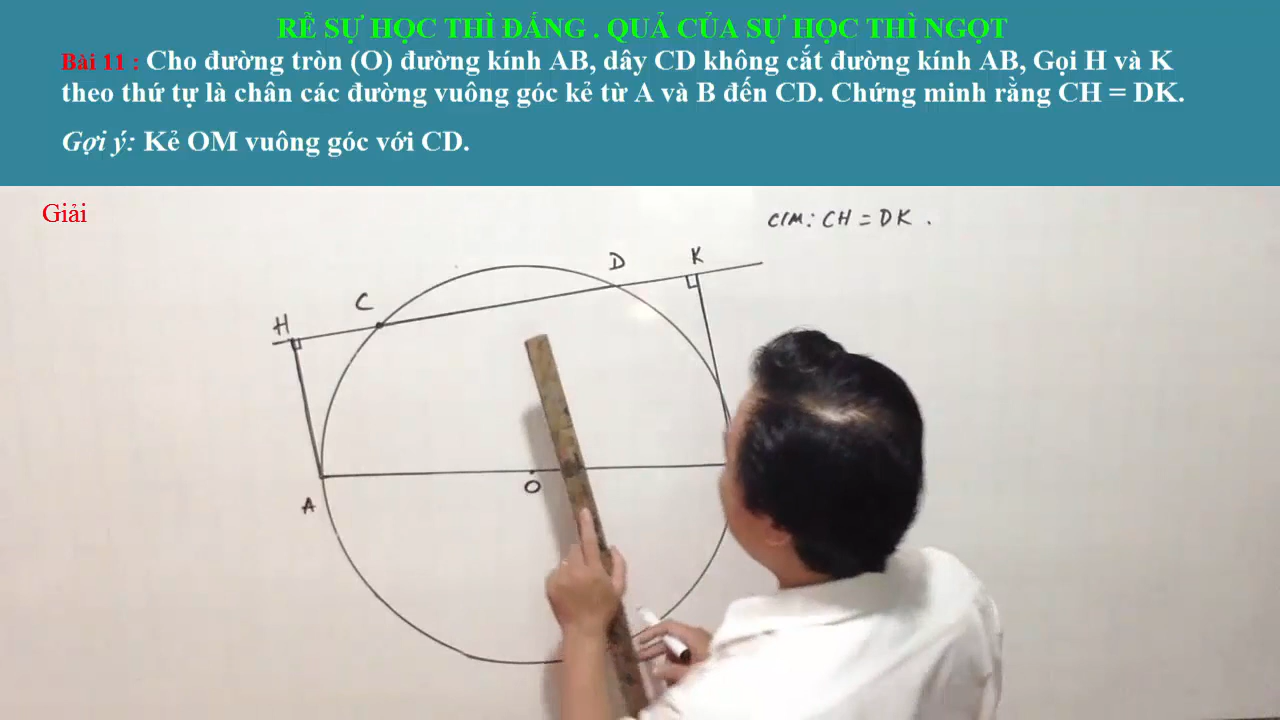 RỄ SỰ HỌC THÌ ĐẮNG . QUẢ CỦA SỰ HỌC THÌ NGỌT
Bài 11 : Cho đường tròn (O) đường kính AB, dây CD không cắt đường kính AB, Gọi H và K
theo thứ tự là chân các đường vuông góc kẻ từ A và B đến CD. Chứng minh rằng CH = DK.
Gợi ý: Kẻ OM vuông góc với CD.
Giải
C/M: CH = DK .
D
K
C
H
O
A